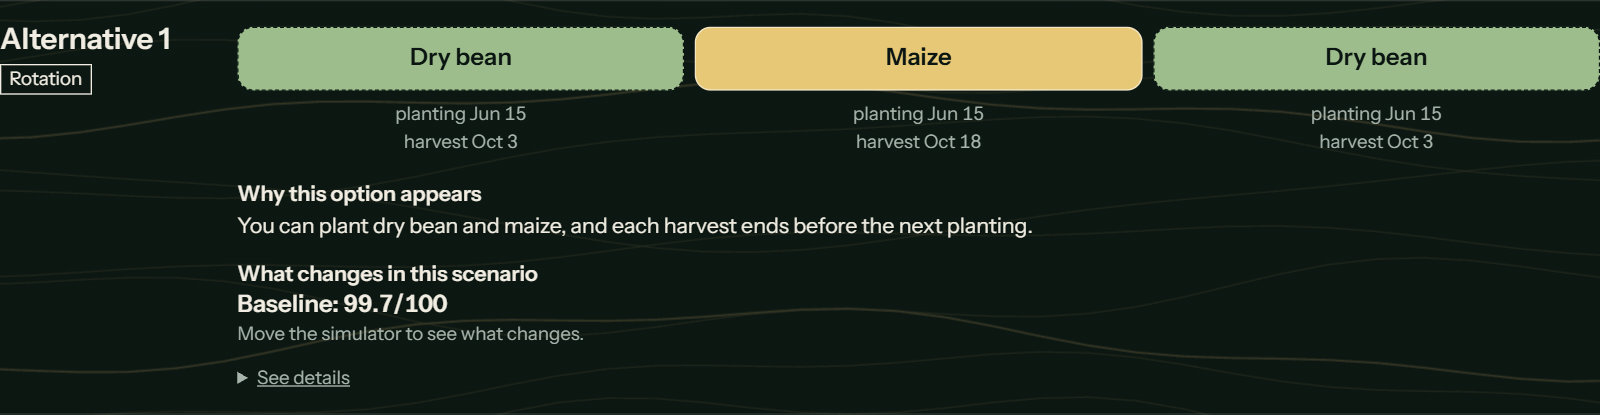 Alternative 1
Rotation
Dry bean
Maize
Dry bean
planting Jun 15
harvest Oct 3
planting Jun 15
harvest Oct 18
planting Jun 15
harvest Oct 3
Why this option appears
You can plant dry bean and maize, and each harvest ends before the next planting.
What changes in this scenario
Baseline: 99.7/100
Move the simulator to see what changes.
See details